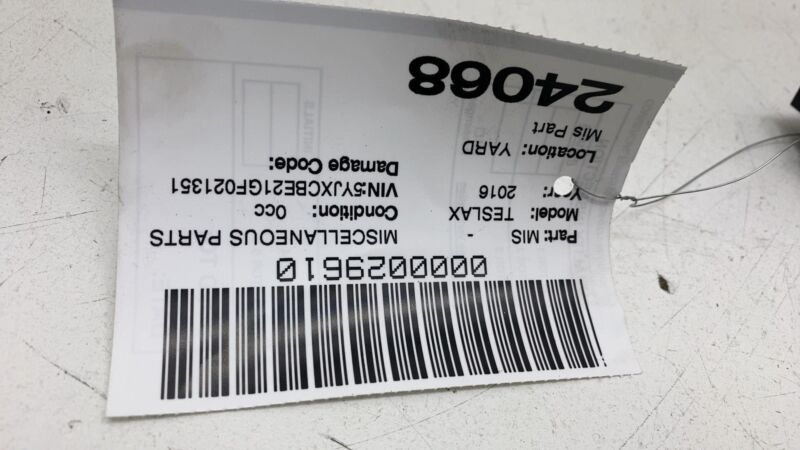 0000029610
Part: MIS - MISCELLANEOUS PARTS
Model: TESLAX Condition: 0cc
Year: 2016 VIN:5YJXCBE21GF021351
Damage Code:
Location: YARD
Mis Part
24068